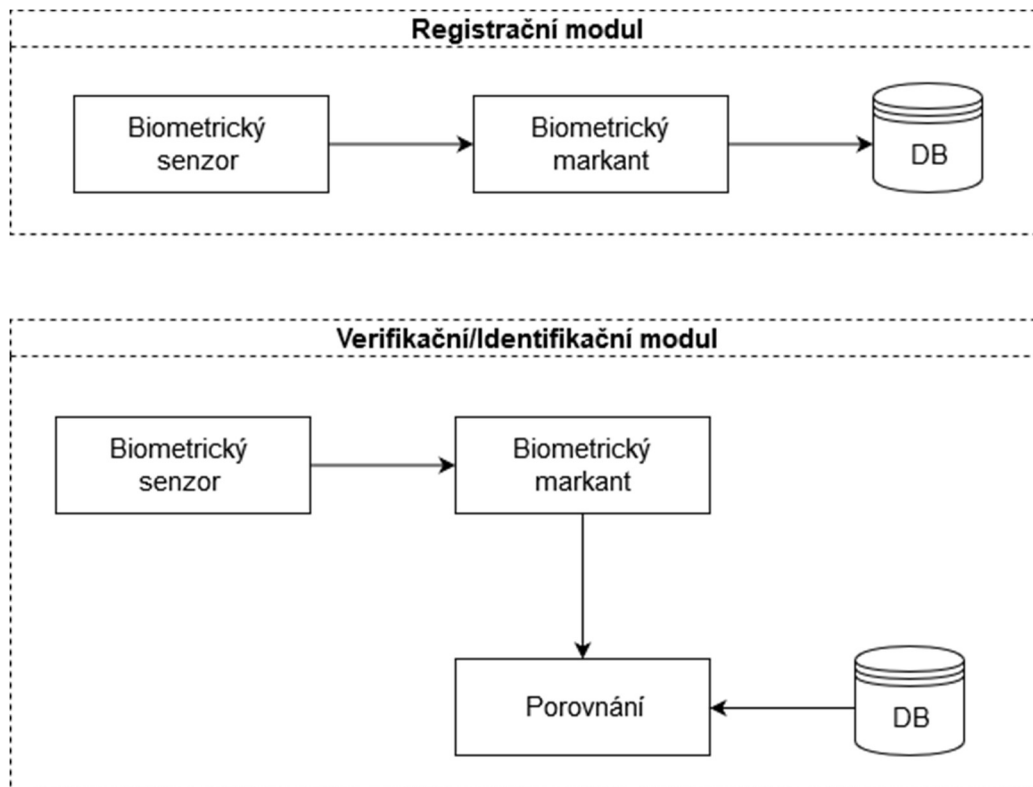 Registrační modul
Biometrický
senzor
Biometrický
markant
DB
Verifikační/Identifikační modul
Biometrický
senzor
Biometrický
markant
Porovnání
DB